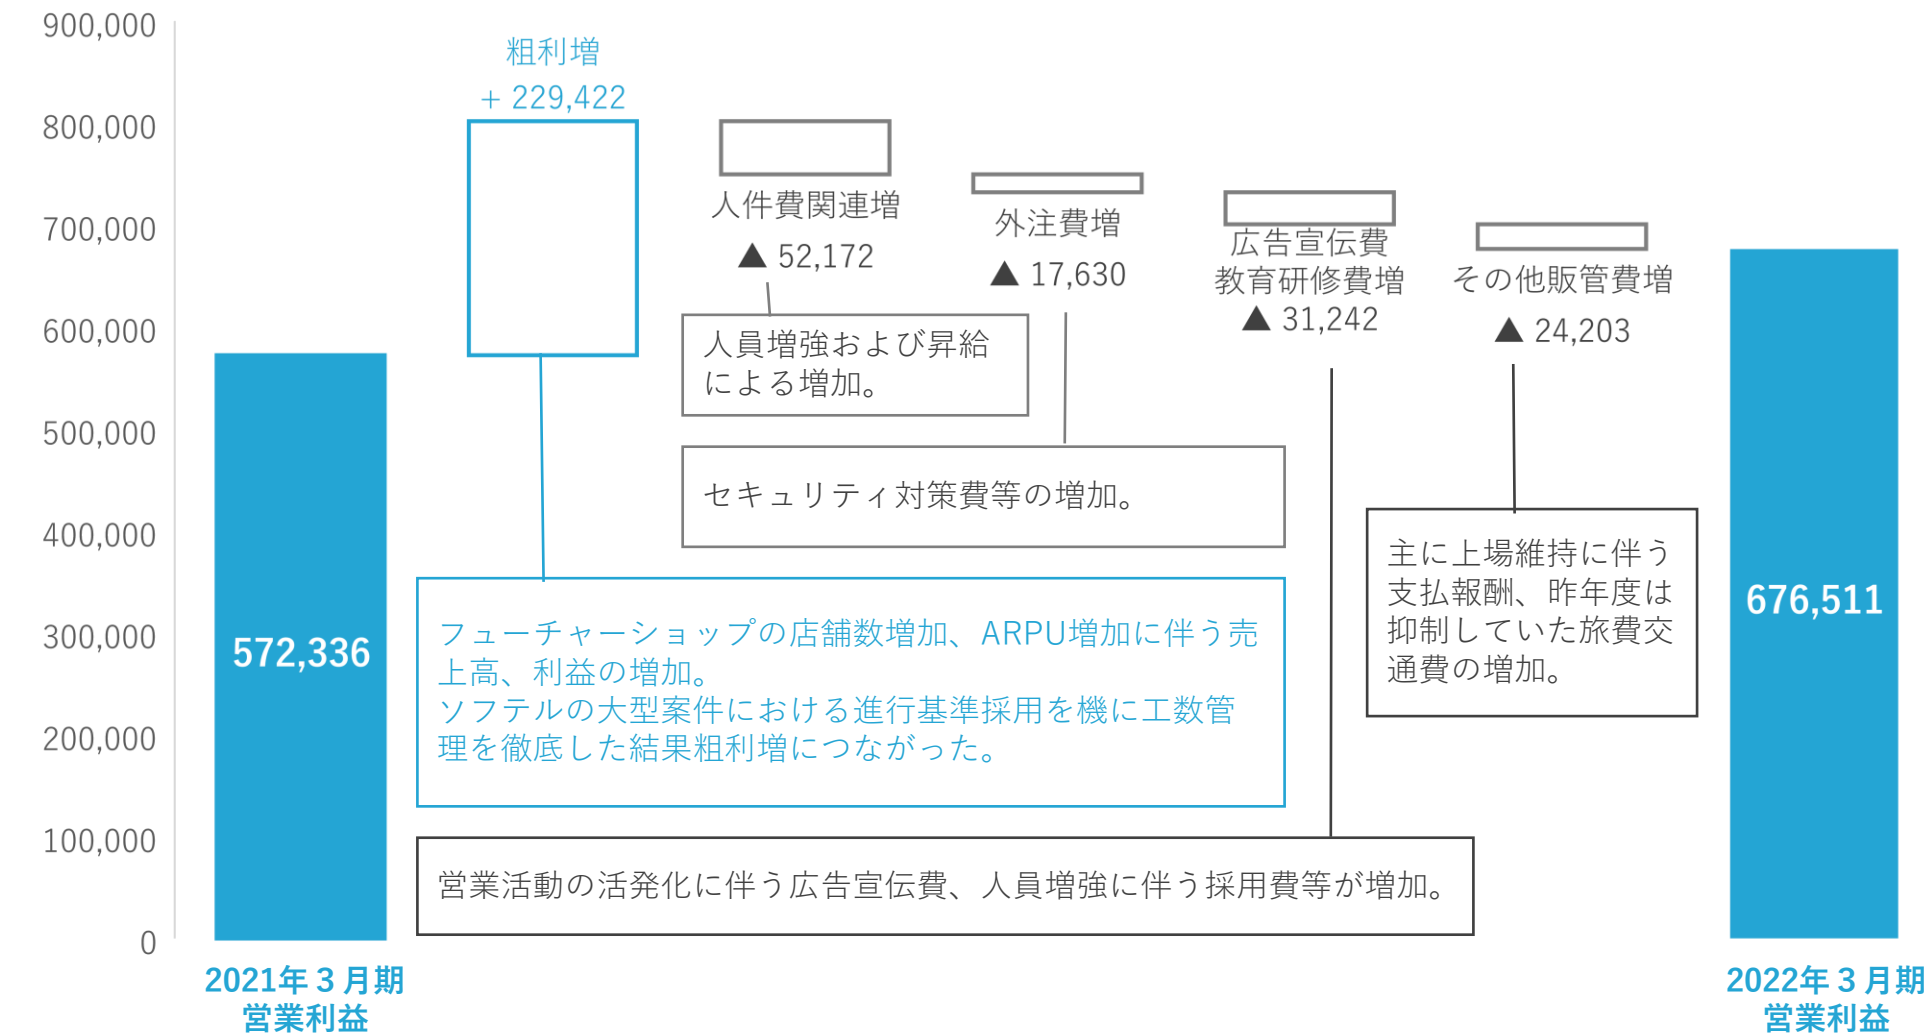 900,000
800,000
700,000
600,000
500,000
400,000
300,000
200,000
100,000
0
粗利増
+ 229,422
人件費関連増
▲ 52,172
外注費増
▲ 17,630
広告宣伝費
教育研修費増
▲ 31,242
その他販管費増
▲ 24,203
人員増強および昇給
による増加。
セキュリティ対策費等の増加。
主に上場維持に伴う
支払報酬、昨年度は
抑制していた旅費交
通費の増加。
フューチャーショップの店舗数増加、ARPU増加に伴う売
上高、利益の増加。
ソフテルの大型案件における進行基準採用を機に工数管
理を徹底した結果粗利増につながった。
営業活動の活発化に伴う広告宣伝費、人員増強に伴う採用費等が増加。
572,336
676,511
2021年３月期
営業利益
2022年３月期
営業利益